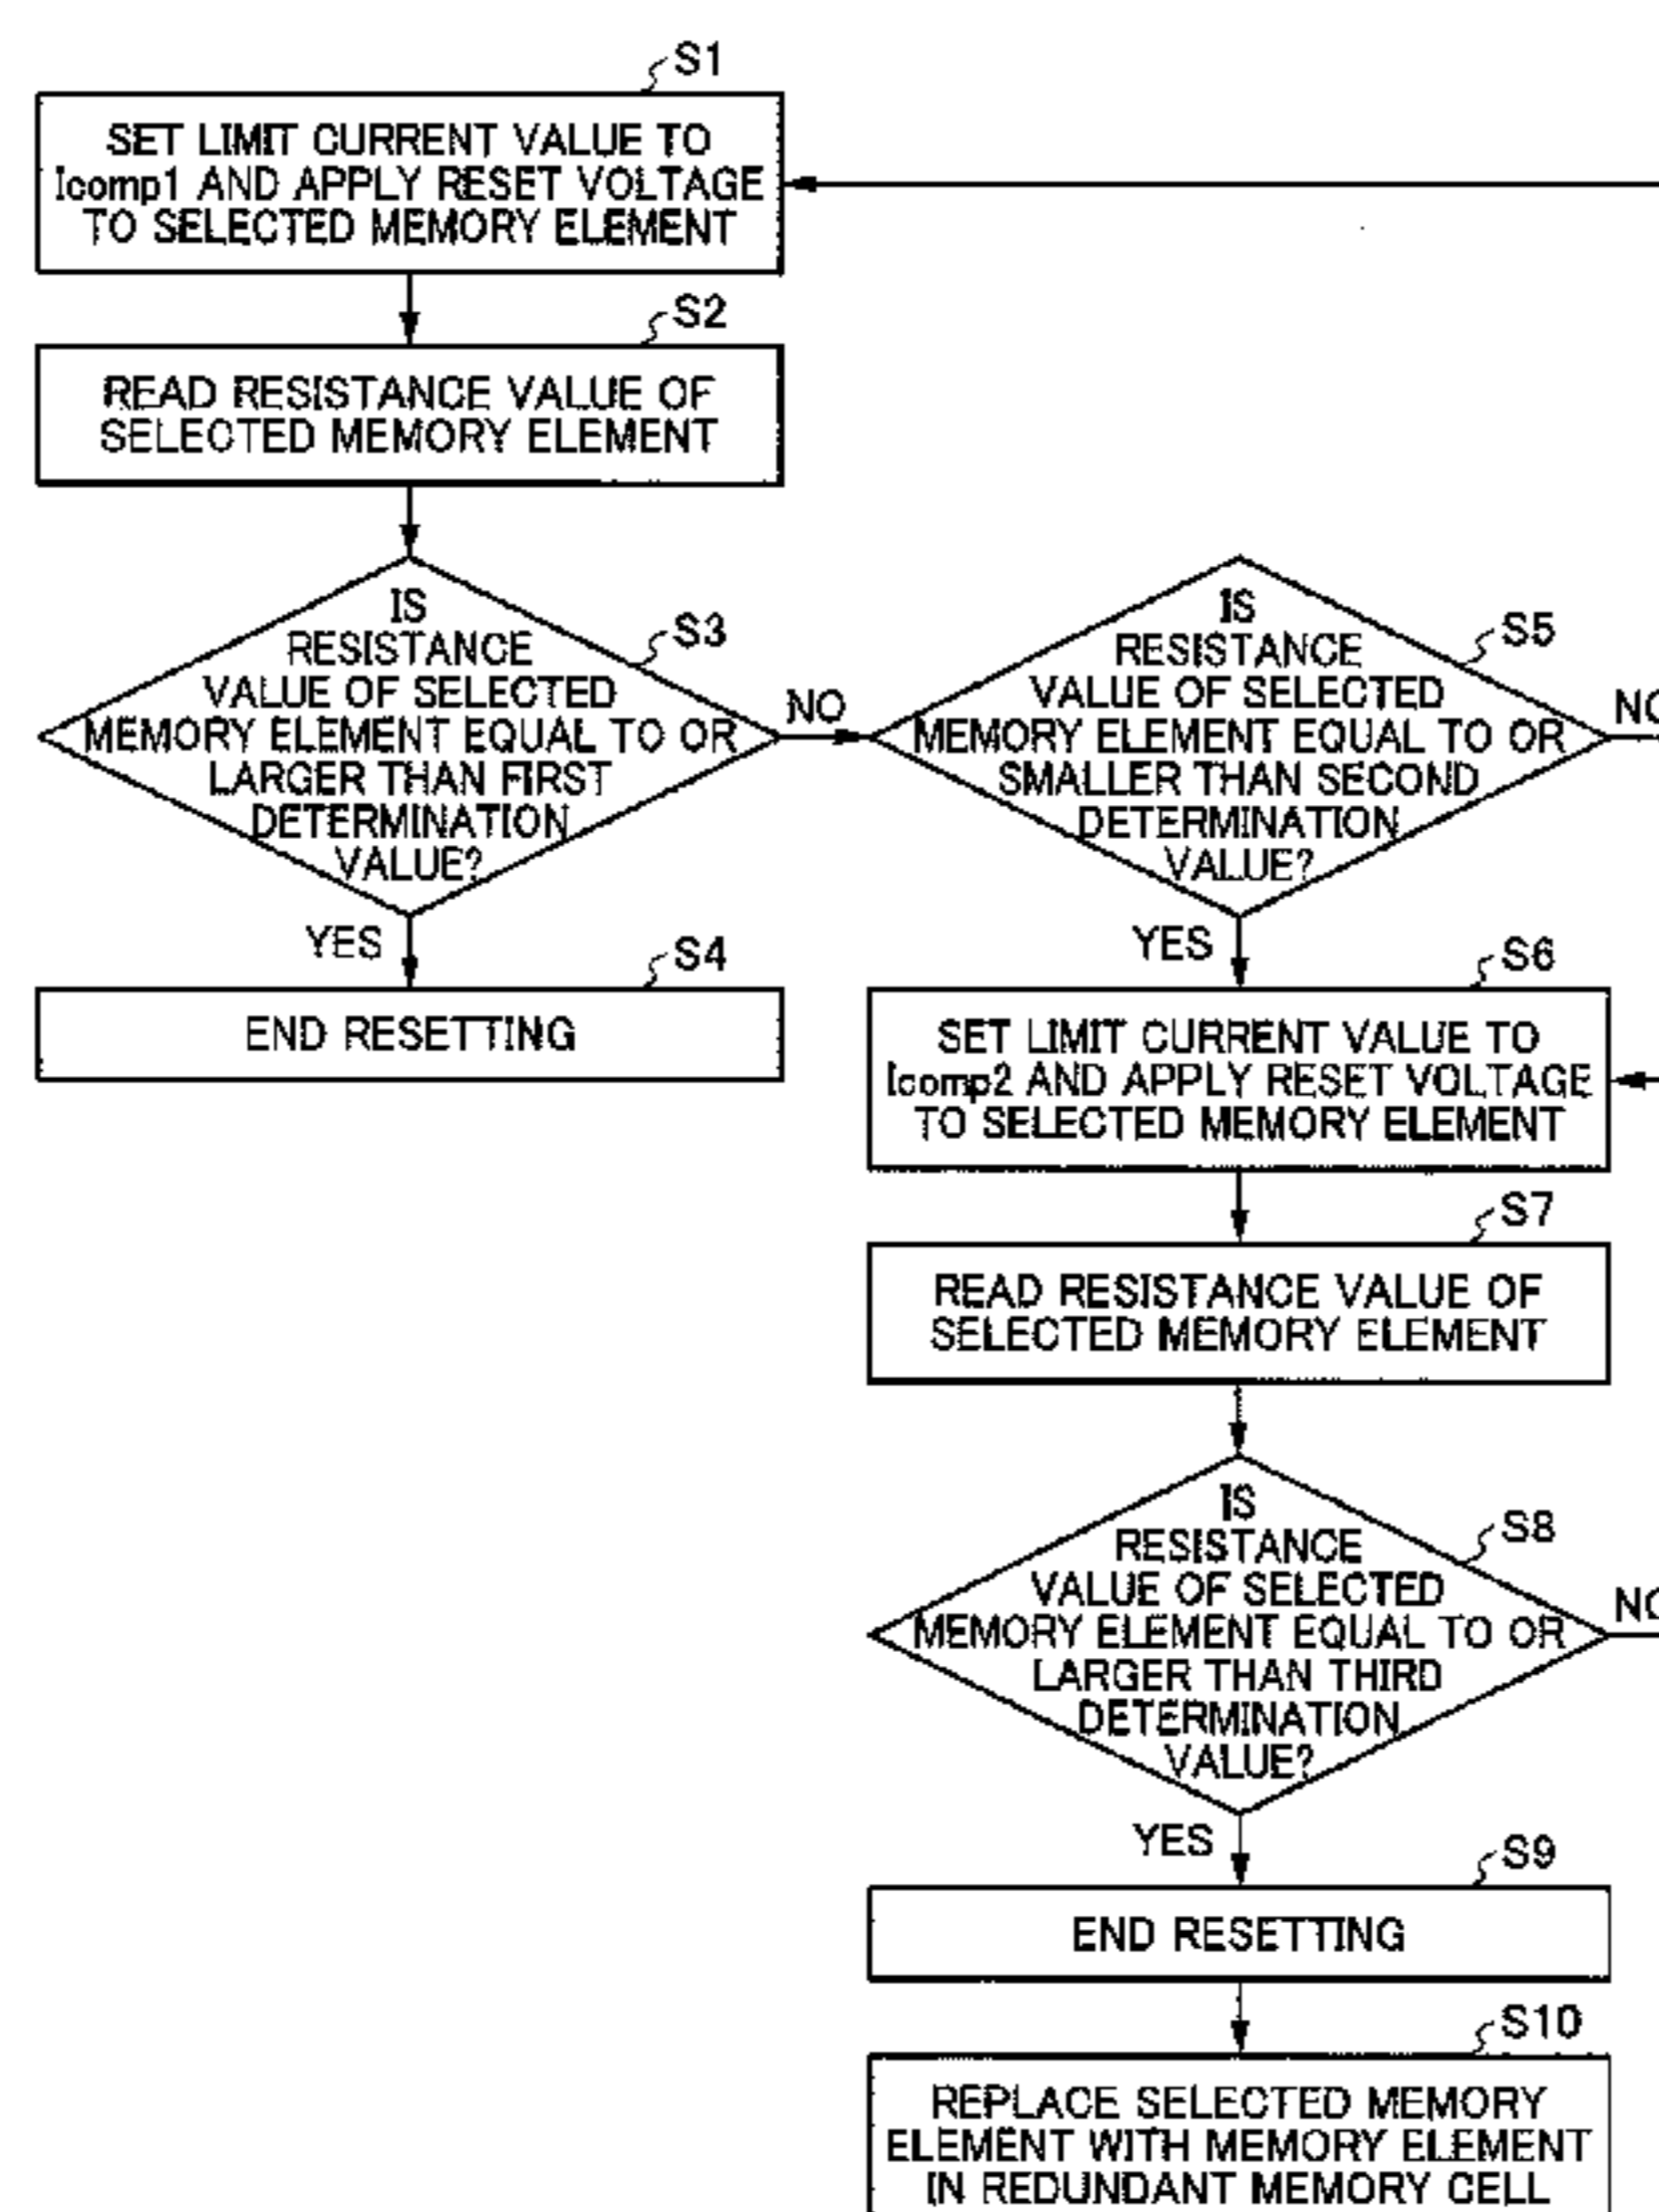 S1
SET LIMIT CURRENT VALUE TO
Icomp1 AND APPLY RESET VOLTAGE
TO SELECTED MEMORY ELEMENT
S2
READ RESISTANCE VALUE OF
SELECTED MEMORY ELEMENT
S3
IS
RESISTANCE
VALUE OF SELECTED
MEMORY ELEMENT EQUAL TO OR
LARGER THAN FIRST
DETERMINATION
VALUE?
NO
YES
S4
END RESETTING
S5
IS
RESISTANCE
VALUE OF SELECTED
MEMORY ELEMENT EQUAL TO OR
SMALLER THAN SECOND
DETERMINATION
VALUE?
NO
YES
S6
SET LIMIT CURRENT VALUE TO
Icomp2 AND APPLY RESET VOLTAGE
TO SELECTED MEMORY ELEMENT
S7
READ RESISTANCE VALUE OF
SELECTED MEMORY ELEMENT
S8
IS
RESISTANCE
VALUE OF SELECTED
MEMORY ELEMENT EQUAL TO OR
LARGER THAN THIRD
DETERMINATION
VALUE?
NO
YES
S9
END RESETTING
S10
REPLACE SELECTED MEMORY
ELEMENT WITH MEMORY ELEMENT
IN REDUNDANT MEMORY CELL